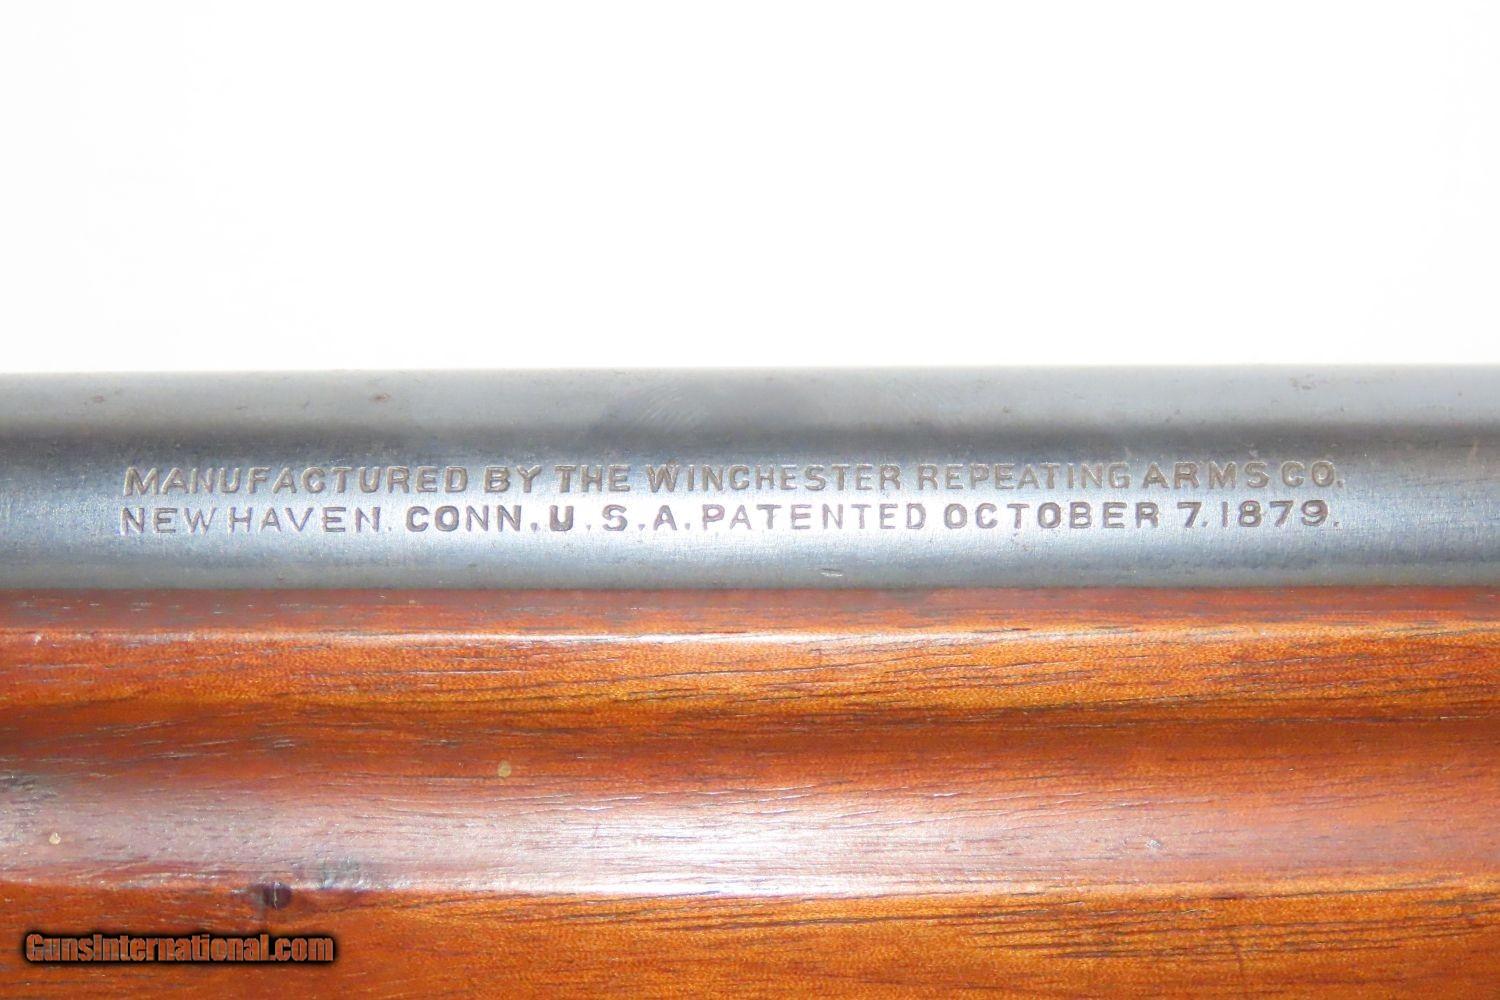 MANUFACTURED BY THE WINCHESTER REPEATING ARMS CO.
NEW HAVEN. CONN. U.S.A. PATENTED OCTOBER 7. 1879.
GunsInternational.com